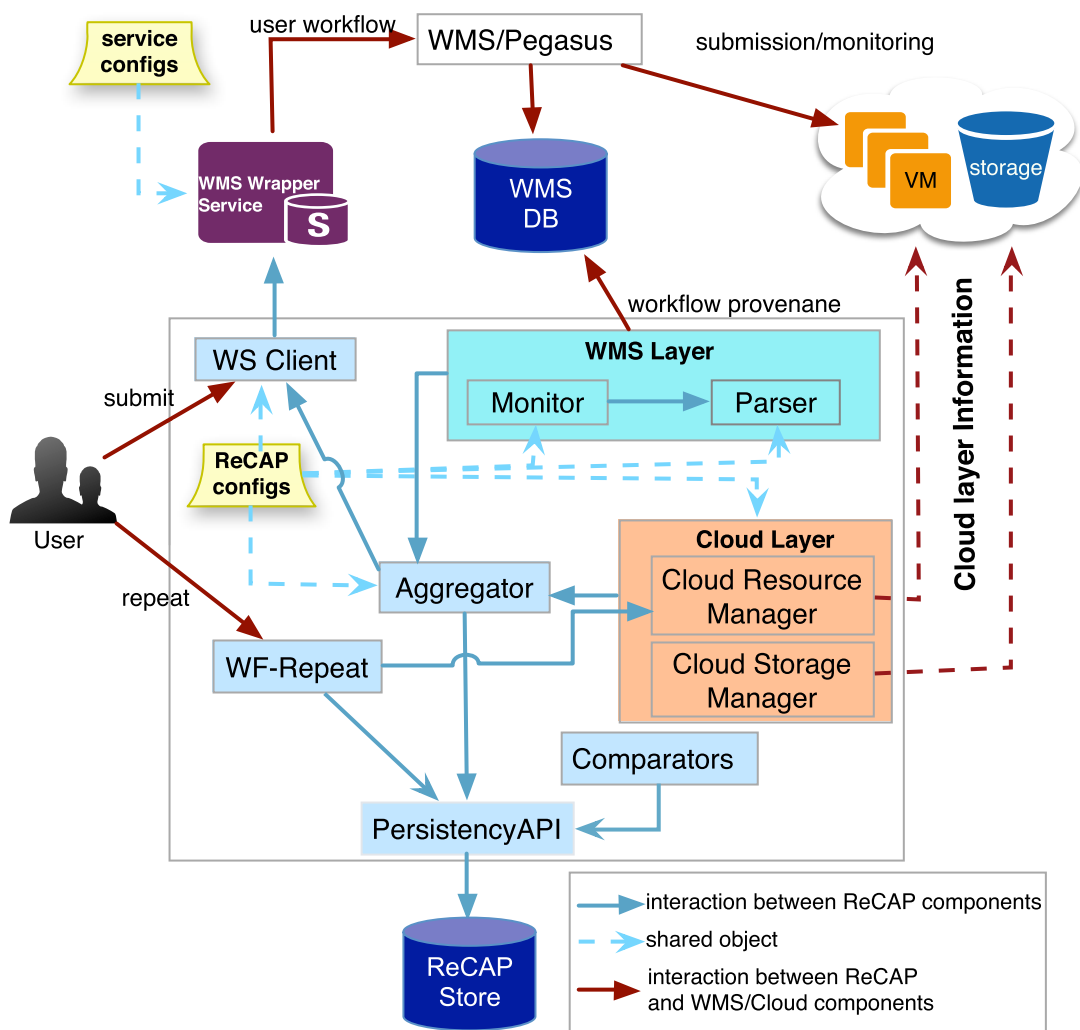 service
configs
user workflow
WMS/Pegasus
submission/monitoring
WMS Wrapper
Service
S
WMS
DB
VM
storage
workflow provenane
Cloud layer Information
WS Client
WMS Layer
Monitor
Parser
submit
ReCAP
configs
User
repeat
Aggregator
Cloud Layer
Cloud Resource
Manager
WF-Repeat
Cloud Storage
Manager
Comparators
PersistencyAPI
ReCAP
Store
interaction between ReCAP components
shared object
interaction between ReCAP
and WMS/Cloud components